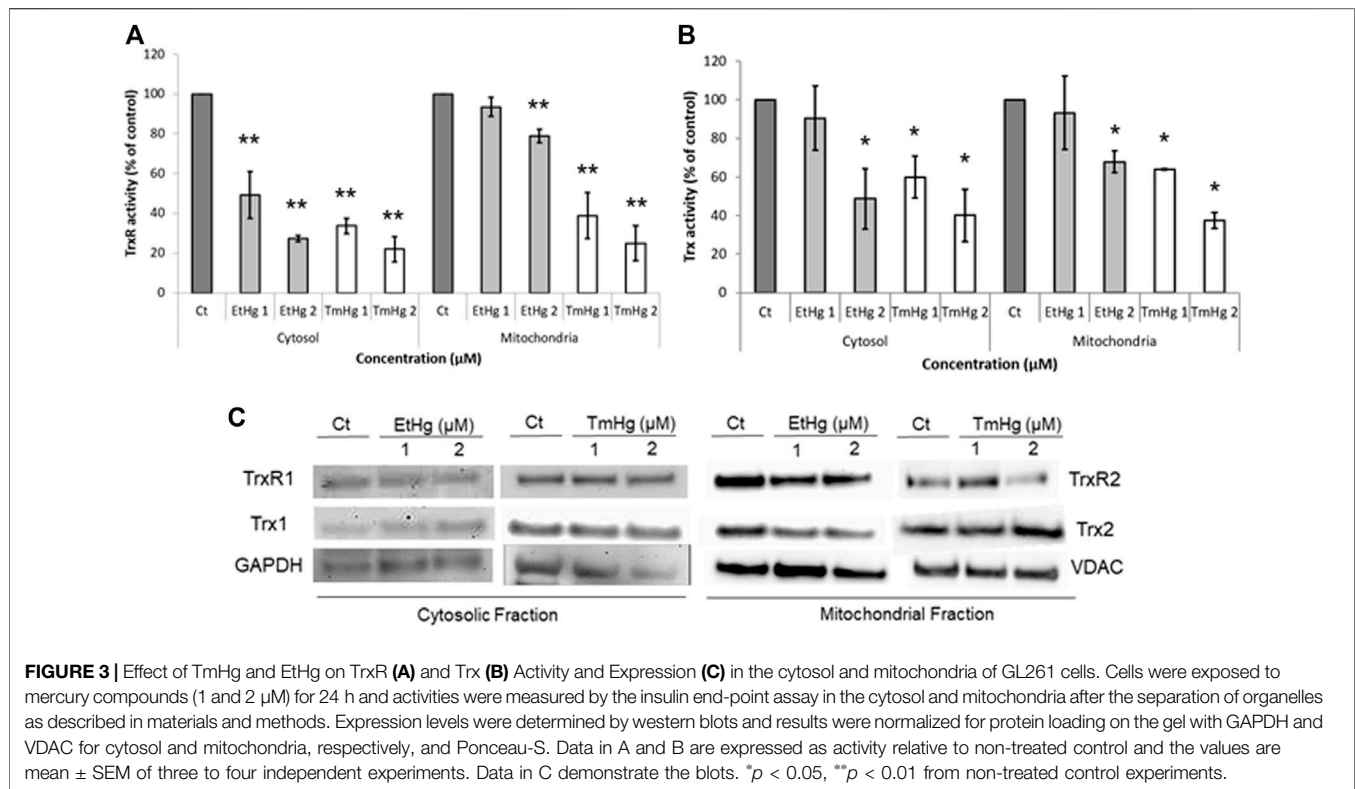 A
120
100
80
60
40
20
0
TrxR activity (% of control)
** ** ** ** ** ** **
Ct EtHg 1 EtHg 2 TmHg 1 TmHg 2 Ct EtHg 1 EtHg 2 TmHg 1 TmHg 2
Cytosol Mitochondria
Concentration (µM)
B
120
100
80
60
40
20
0
Trx activity (% of control)
* * * * * *
Ct EtHg 1 EtHg 2 TmHg 1 TmHg 2 Ct EtHg 1 EtHg 2 TmHg 1 TmHg 2
Cytosol Mitochondria
Concentration (µM)
C
Ct EtHg (µM) Ct TmHg (µM) Ct EtHg (µM) Ct TmHg (µM)
1 2 1 2 1 2 1 2
TrxR1 TrxR2
Trx1 Trx2
GAPDH VDAC
Cytosolic Fraction Mitochondrial Fraction
FIGURE 3 | Effect of TmHg and EtHg on TrxR (A) and Trx (B) Activity and Expression (C) in the cytosol and mitochondria of GL261 cells. Cells were exposed to
mercury compounds (1 and 2 µM) for 24 h and activities were measured by the insulin end-point assay in the cytosol and mitochondria after the separation of organelles
as described in materials and methods. Expression levels were determined by western blots and results were normalized for protein loading on the gel with GAPDH and
VDAC for cytosol and mitochondria, respectively, and Ponceau-S. Data in A and B are expressed as activity relative to non-treated control and the values are
mean ± SEM of three to four independent experiments. Data in C demonstrate the blots. *p < 0.05, **p < 0.01 from non-treated control experiments.